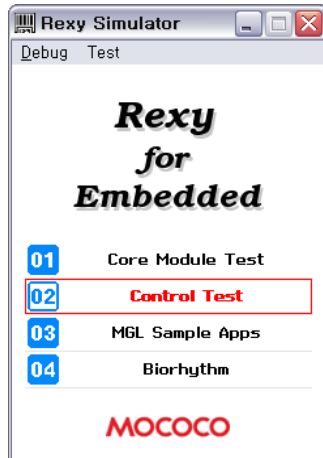 Rexy Simulator
Debug Test
Rexy
for
Embedded
01 Core Module Test
02 Control Test
03 MGL Sample Apps
04 Biorhythm
MOCOCO